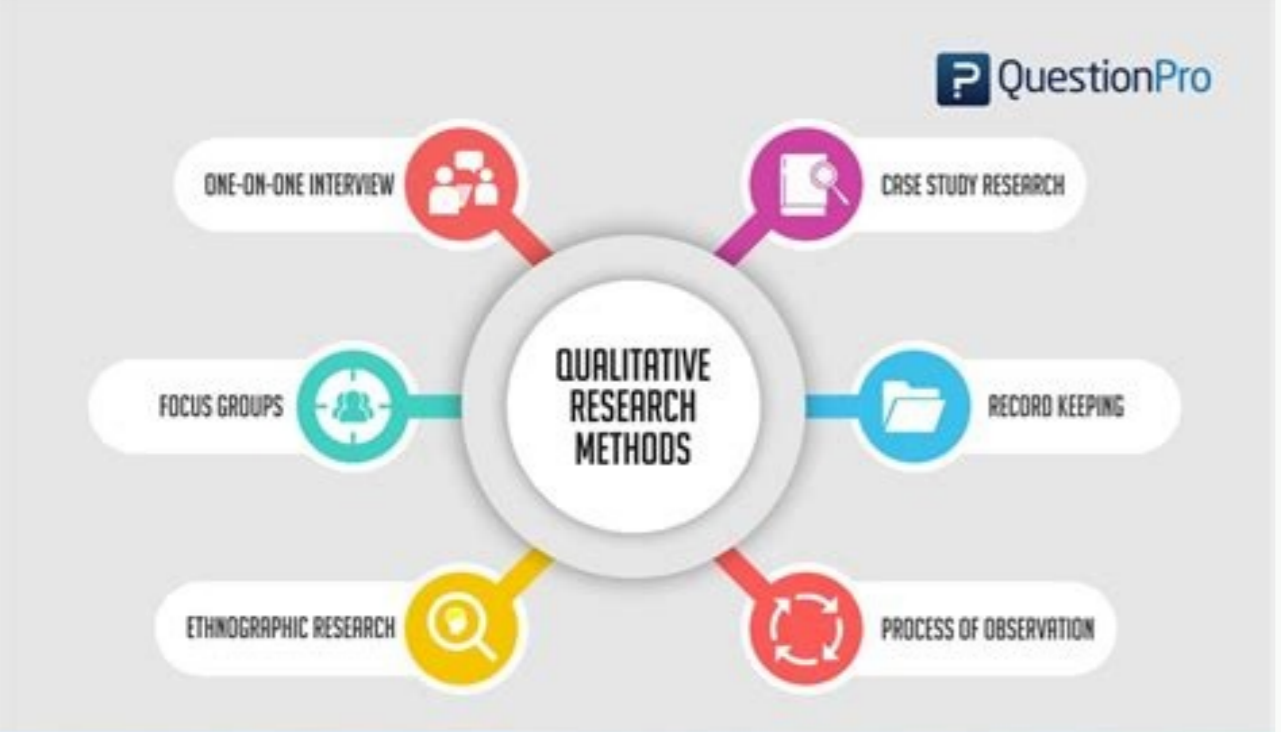 QuestionPro
ONE-ON-ONE INTERVIEW
CASE STUDY RESEARCH
FOCUS GROUPS
QUALITATIVE
RESEARCH
METHODS
RECORD KEEPING
ETHNOGRAPHIC RESEARCH
PROCESS OF OBSERVATION